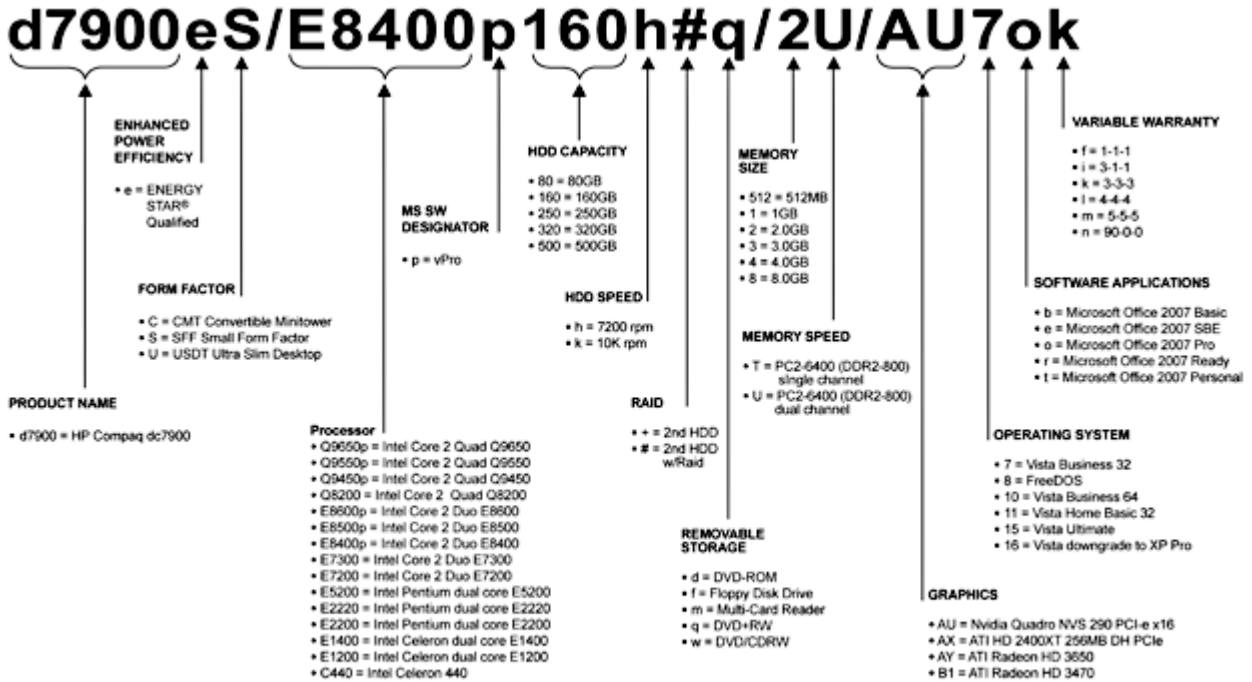 d7900eS/E8400p160h#q/2U/AU7ok
ENHANCED
POWER
EFFICIENCY
• e = ENERGY
STAR®
Qualified
FORM FACTOR
• C = CMT Convertible Minitower
• S = SFF Small Form Factor
• U = USDT Ultra Slim Desktop
PRODUCT NAME
• d7900 = HP Compaq dc7900
MS SW
DESIGNATOR
• p = vPro
Processor
• Q9650p = Intel Core 2 Quad Q9650
• Q9550p = Intel Core 2 Quad Q9550
• Q9450p = Intel Core 2 Quad Q9450
• Q8200 = Intel Core 2 Quad Q8200
• E8600p = Intel Core 2 Duo E8600
• E8500p = Intel Core 2 Duo E8500
• E8400p = Intel Core 2 Duo E8400
• E7300 = Intel Core 2 Duo E7300
• E7200 = Intel Core 2 Duo E7200
• E5200 = Intel Pentium dual core E5200
• E2220 = Intel Pentium dual core E2220
• E2200 = Intel Pentium dual core E2200
• E1400 = Intel Celeron dual core E1400
• E1200 = Intel Celeron dual core E1200
• C440 = Intel Celeron 440
HDD CAPACITY
• 80 = 80GB
• 160 = 160GB
• 250 = 250GB
• 320 = 320GB
• 500 = 500GB
HDD SPEED
• h = 7200 rpm
• k = 10K rpm
RAID
• + = 2nd HDD
• # = 2nd HDD
w/Raid
REMOVABLE
STORAGE
• d = DVD-ROM
• f = Floppy Disk Drive
• m = Multi-Card Reader
• q = DVD+RW
• w = DVD/CDRW
MEMORY
SIZE
• 512 = 512MB
• 1 = 1GB
• 2 = 2.0GB
• 3 = 3.0GB
• 4 = 4.0GB
• 8 = 8.0GB
MEMORY SPEED
• T = PC2-6400 (DDR2-800)
single channel
• U = PC2-6400 (DDR2-800)
dual channel
VARIABLE WARRANTY
• f = 1-1-1
• i = 3-1-1
• k = 3-3-3
• l = 4-4-4
• m = 5-5-5
• n = 90-0-0
SOFTWARE APPLICATIONS
• b = Microsoft Office 2007 Basic
• e = Microsoft Office 2007 SBE
• o = Microsoft Office 2007 Pro
• r = Microsoft Office 2007 Ready
• t = Microsoft Office 2007 Personal
OPERATING SYSTEM
• 7 = Vista Business 32
• 8 = FreeDOS
• 10 = Vista Business 64
• 11 = Vista Home Basic 32
• 15 = Vista Ultimate
• 16 = Vista downgrade to XP Pro
GRAPHICS
• AU = Nvidia Quadro NVS 290 PCI-e x16
• AX = ATI HD 2400XT 256MB DH PCIe
• AY = ATI Radeon HD 3650
• B1 = ATI Radeon HD 3470